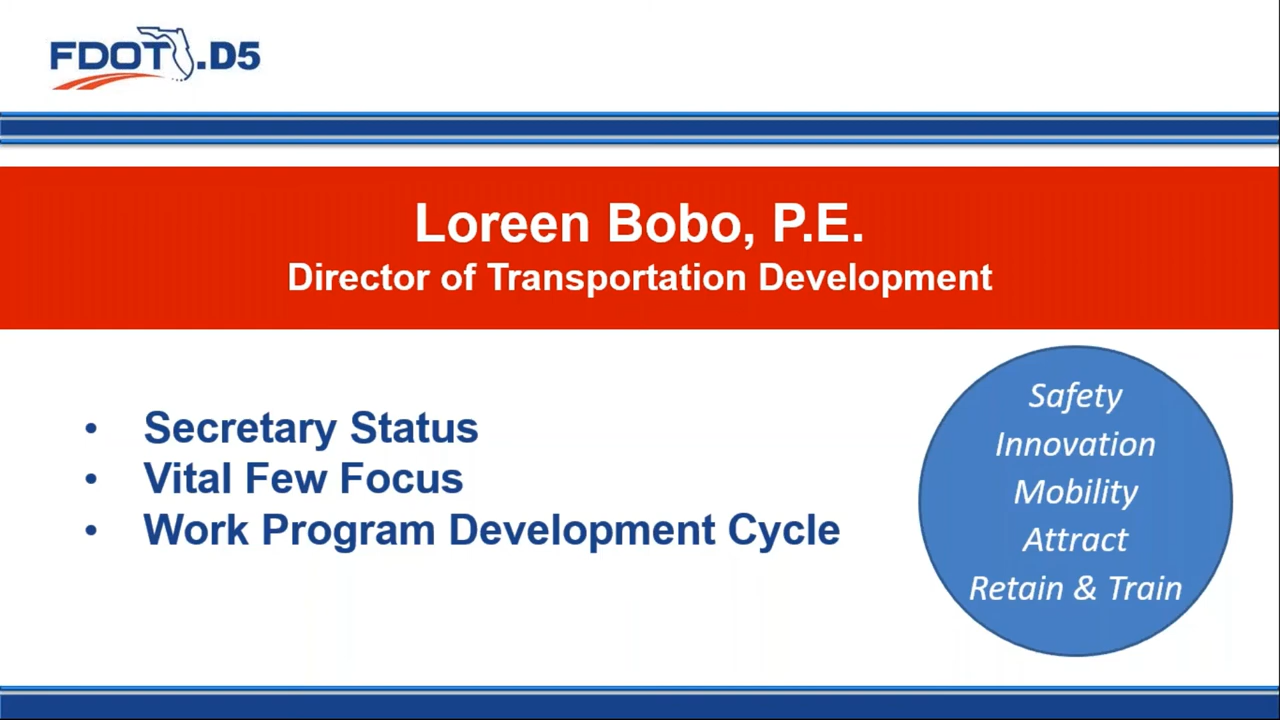 FDOT.D5
Loreen Bobo, P.E.
Director of Transportation Development
• Secretary Status
• Vital Few Focus
• Work Program Development Cycle
Safety
Innovation
Mobility
Attract
Retain & Train